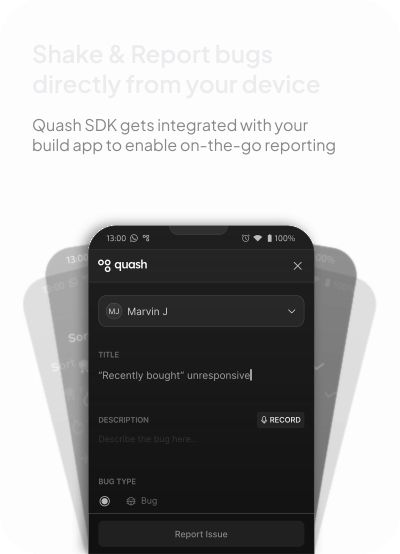 Shake & Report bugs
directly from your device
Quash SDK gets integrated with your
build app to enable on-the-go reporting
13:00 100%
13:00
quash
MJ Marvin J
TITLE
"Recently bought" unresponsive
DESCRIPTION RECORD
Describe the bug here..
BUG TYPE
Bug
Report Issue